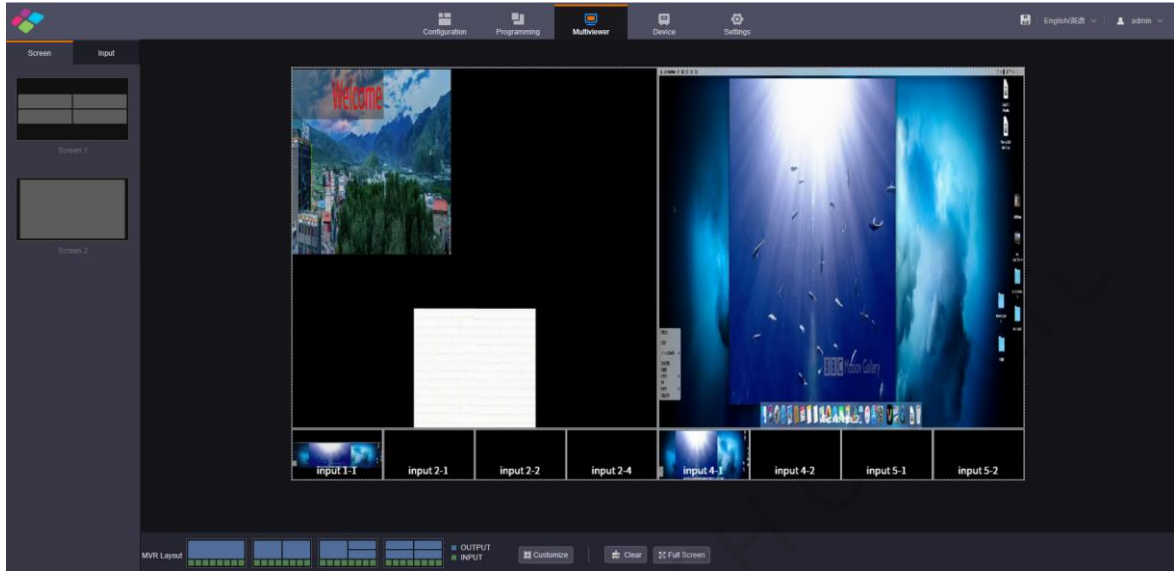 Configuration
Programming
Multiviewer
Device
Settings
English/英语
admin
Screen
Input
Screen 1
Screen 2
Welcome
Motion Gallery
input 1-1
input 2-1
input 2-2
input 2-4
input 4-1
input 4-2
input 5-1
input 5-2
MVR Layout
OUTPUT
INPUT
Customize
Clear
Full Screen